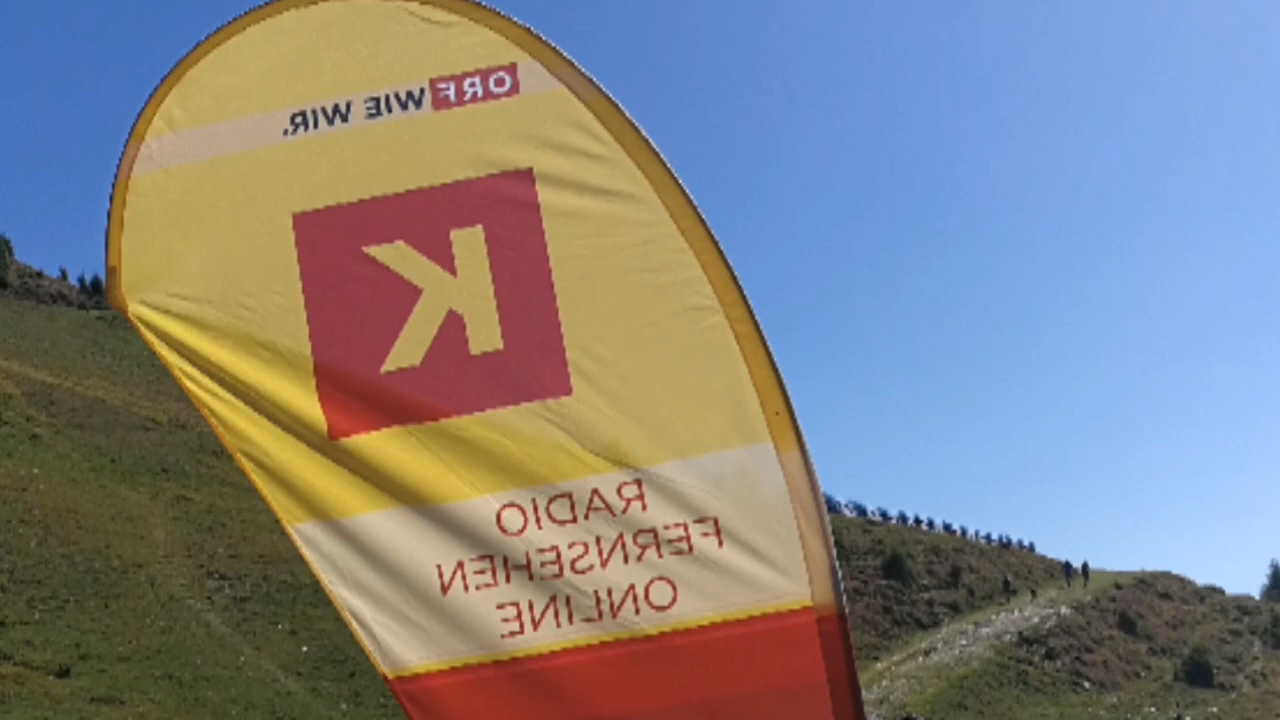 ORF WIE WIR.
K
RADIO
FERNSEHEN
ONLINE